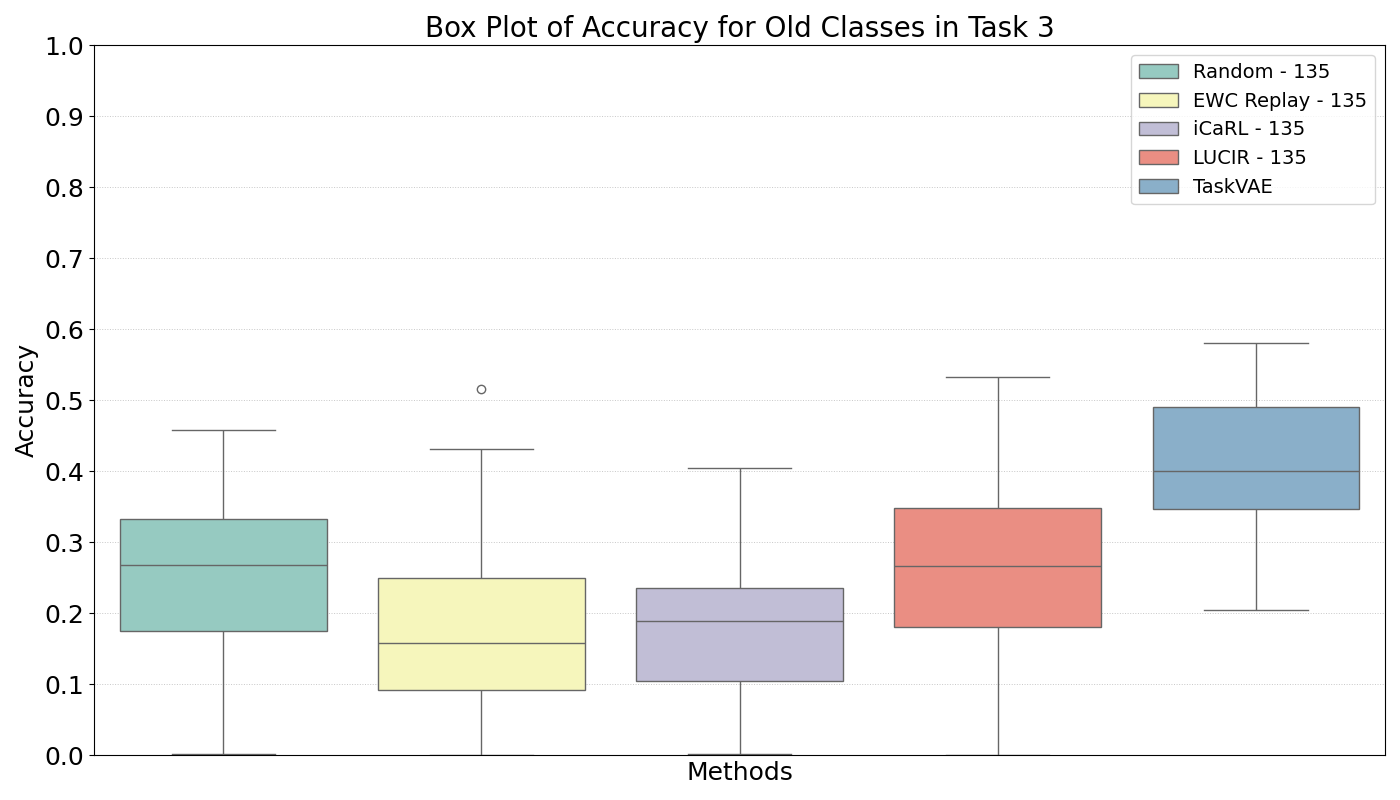 Box Plot of Accuracy for Old Classes in Task 3
1.0
0.9
0.8
0.7
0.6
0.5
0.4
0.3
0.2
0.1
0.0
Accuracy
Methods
Random - 135
EWC Replay - 135
iCaRL - 135
LUCIR - 135
TaskVAE